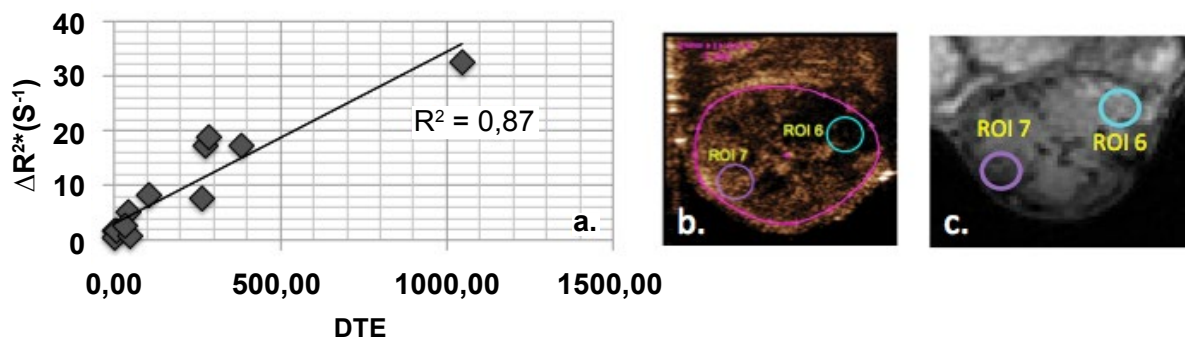 40
30
20
10
0
ΔR²*(S⁻¹)
R² = 0,87
a.
0,00 500,00 1000,00 1500,00
DTE
ROI 6
ROI 7
b.
ROI 7
ROI 6
c.